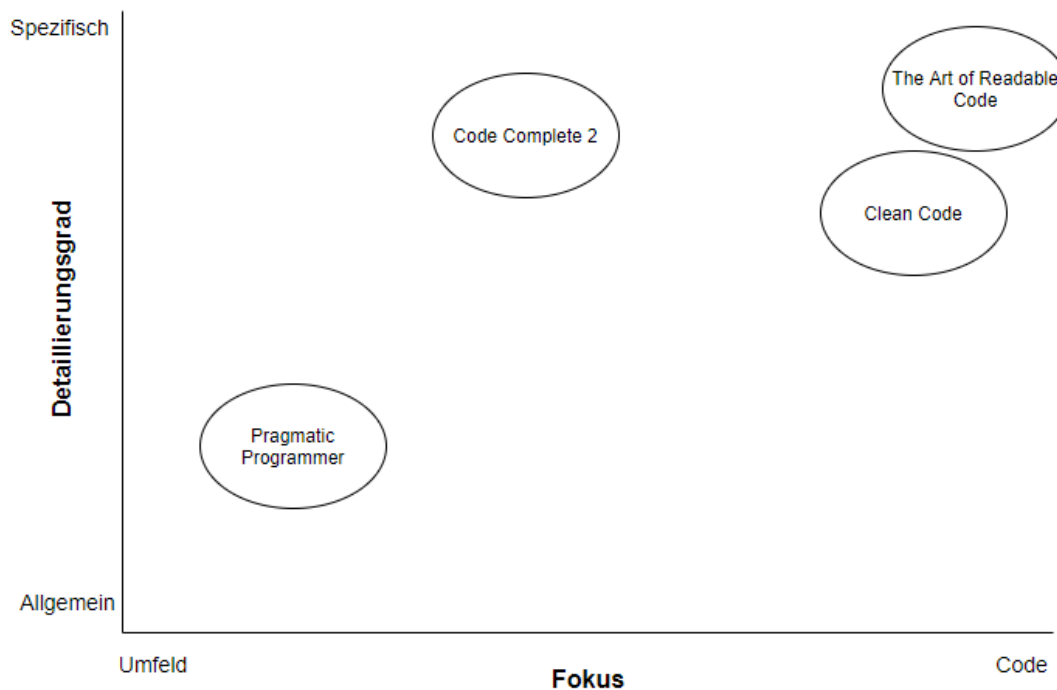 Spezifisch
The Art of Readable
Code
Code Complete 2
Clean Code
Detaillierungsgrad
Pragmatic
Programmer
Allgemein
Umfeld
Fokus
Code